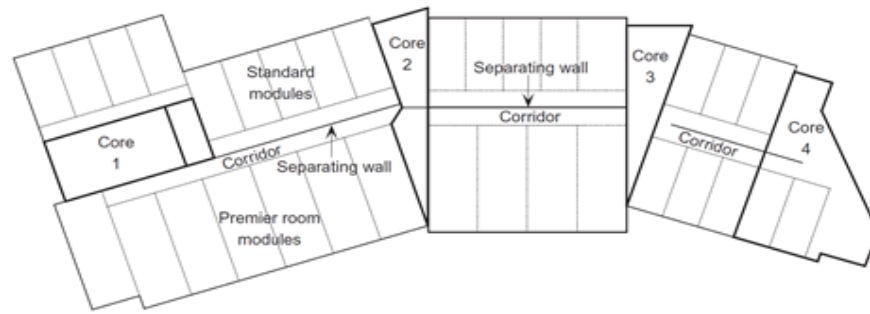 Core
1
Standard
modules
Corridor
Separating wall
Premier room
modules
Core
2
Separating wall
Corridor
Core
3
Corridor
Core
4